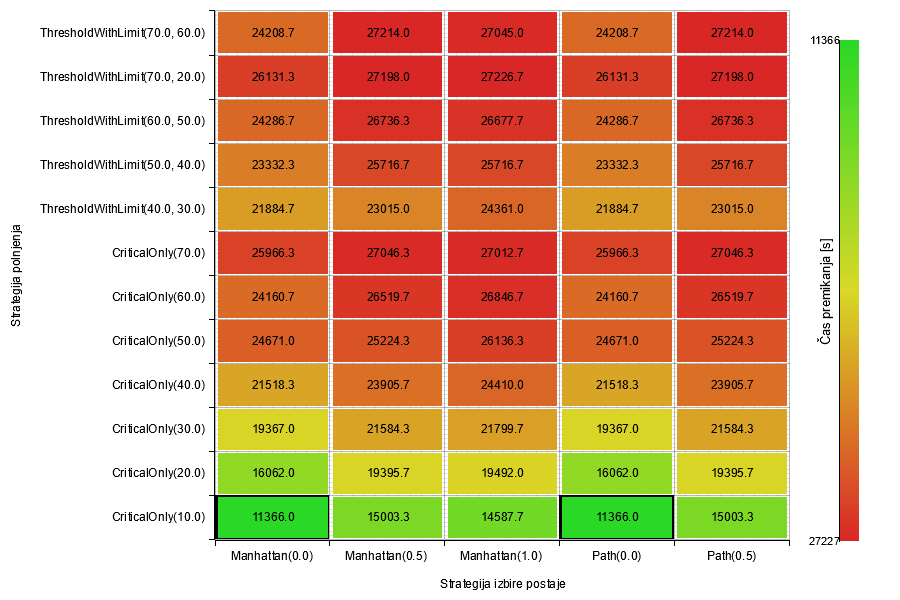 ThresholdWithLimit(70.0, 60.0) 24208.7 27214.0 27045.0 24208.7 27214.0
ThresholdWithLimit(70.0, 20.0) 26131.3 27198.0 27226.7 26131.3 27198.0
ThresholdWithLimit(60.0, 50.0) 24286.7 26736.3 26677.7 24286.7 26736.3
ThresholdWithLimit(50.0, 40.0) 23332.3 25716.7 25716.7 23332.3 25716.7
ThresholdWithLimit(40.0, 30.0) 21884.7 23015.0 24361.0 21884.7 23015.0
CriticalOnly(70.0) 25966.3 27046.3 27012.7 25966.3 27046.3
CriticalOnly(60.0) 24160.7 26519.7 26846.7 24160.7 26519.7
CriticalOnly(50.0) 24671.0 25224.3 26136.3 24671.0 25224.3
CriticalOnly(40.0) 21518.3 23905.7 24410.0 21518.3 23905.7
CriticalOnly(30.0) 19367.0 21584.3 21799.7 19367.0 21584.3
CriticalOnly(20.0) 16062.0 19395.7 19492.0 16062.0 19395.7
CriticalOnly(10.0) 11366.0 15003.3 14587.7 11366.0 15003.3
Manhattan(0.0) Manhattan(0.5) Manhattan(1.0) Path(0.0) Path(0.5)
Strategija izbire postaje
Strategija polnjenja
11366
Čas premikanja [s]
27227